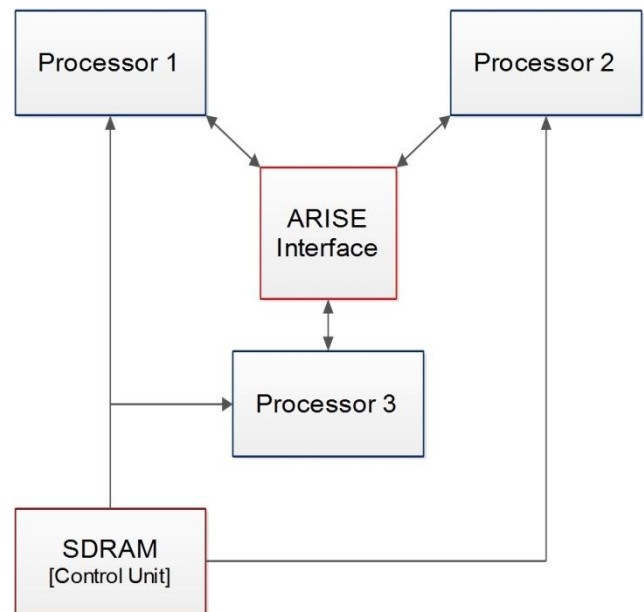 Processor 1
Processor 2
ARISE
Interface
Processor 3
SDRAM
[Control Unit]